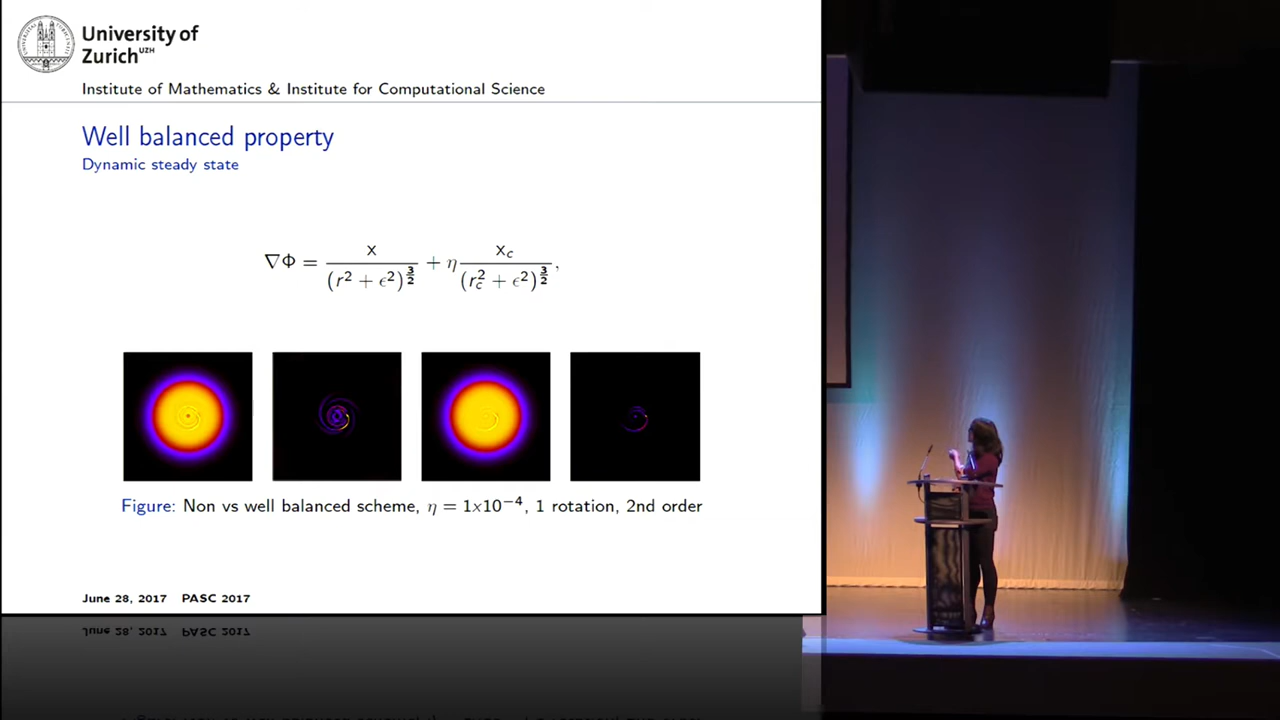 University of
Zurich UZH
Institute of Mathematics & Institute for Computational Science
Well balanced property
Dynamic steady state
∇Φ = x / (r² + ϵ²)^(3/2) + η x_c / (r_c² + ϵ²)^(3/2),
Figure: Non vs well balanced scheme, η = 1x10⁻⁴, 1 rotation, 2nd order
June 28, 2017 PASC 2017